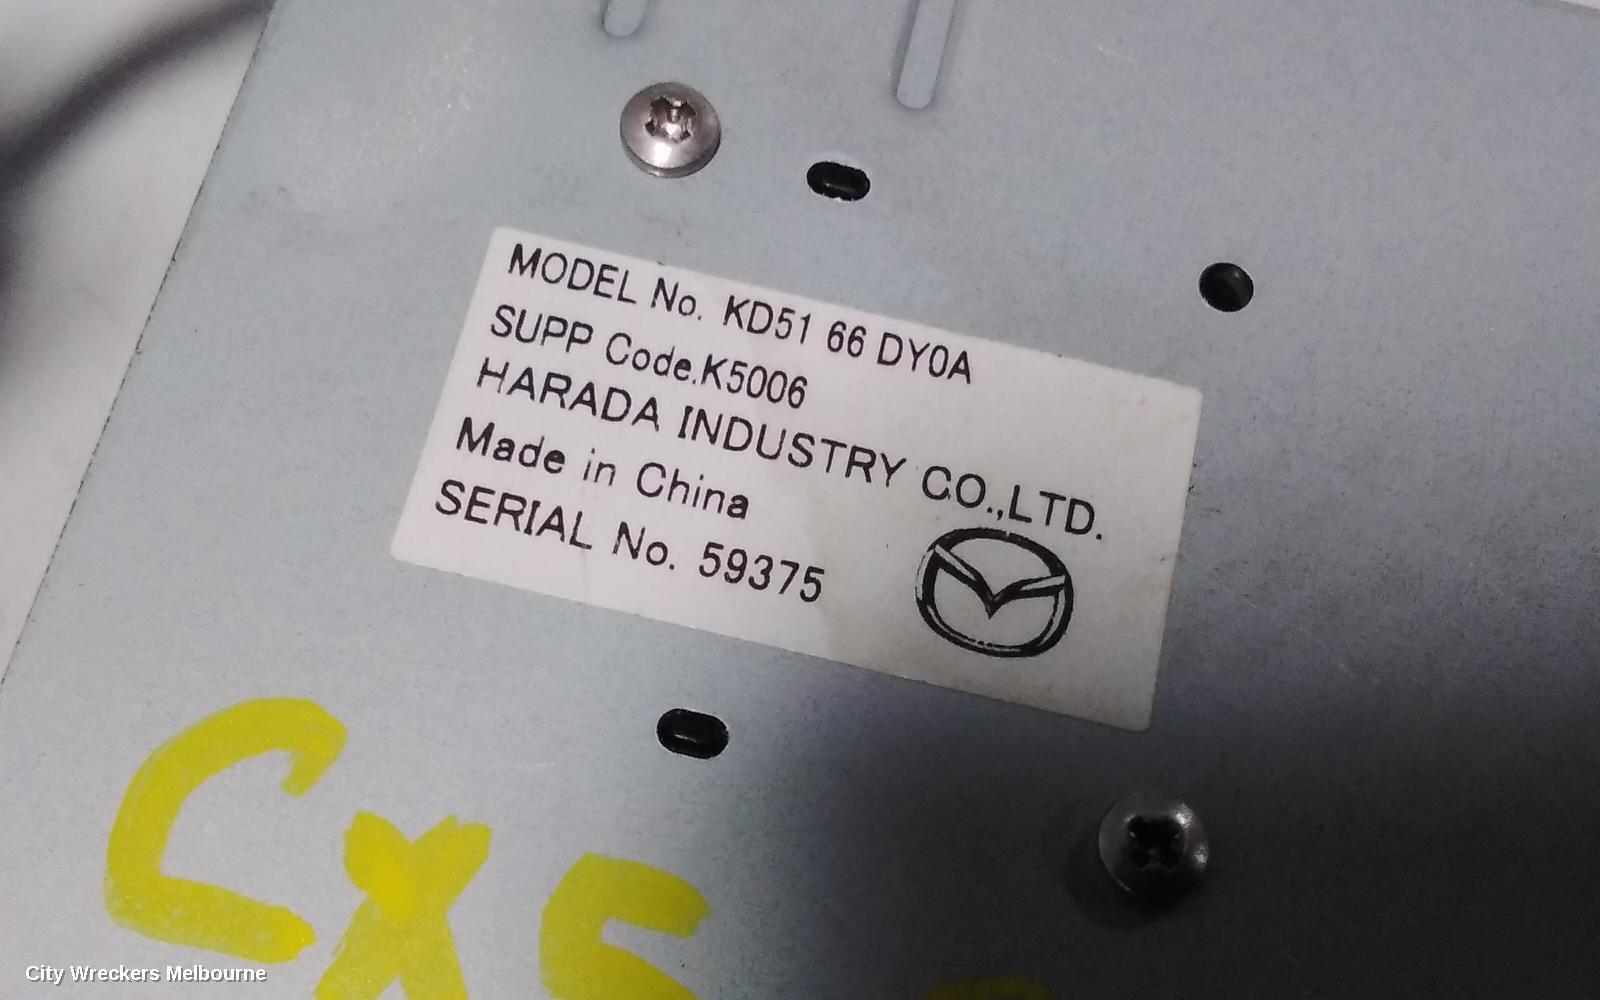 MODEL No. KD51 66 DY0A
SUPP Code.K5006
HARADA INDUSTRY CO.,LTD.
Made in China
SERIAL No. 59375
CX5
City Wreckers Melbourne